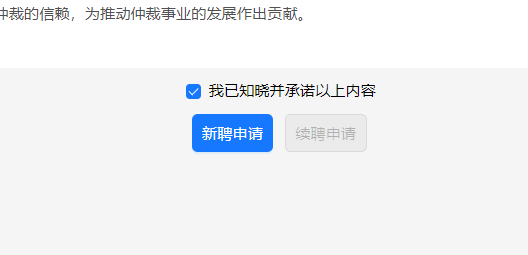 仲裁的信赖，为推动仲裁事业的发展作出贡献。
我已知晓并承诺以上内容
新聘申请 续聘申请